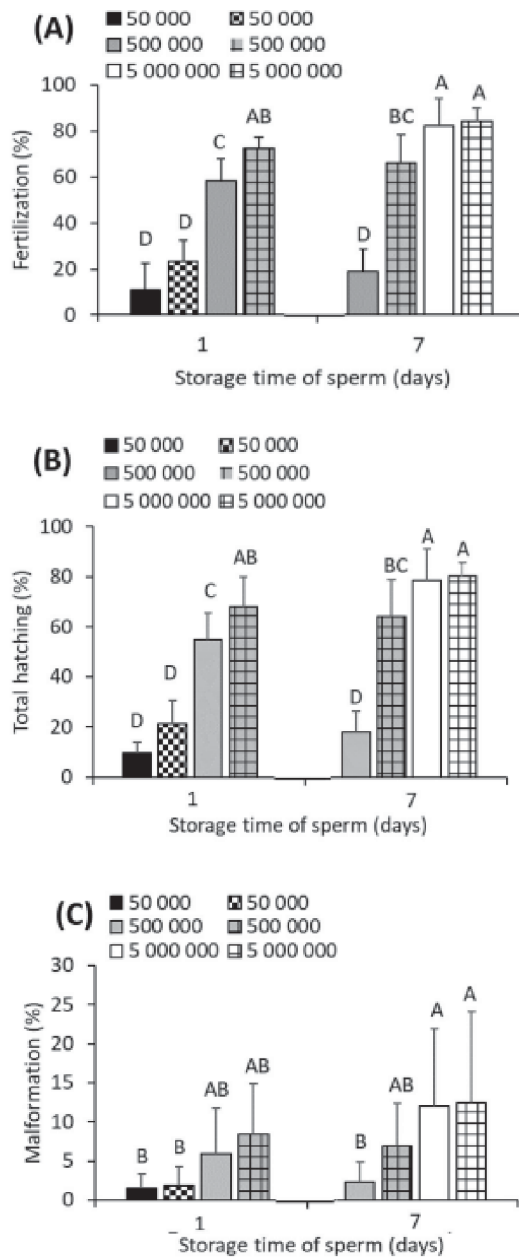 (A)
50 000 50 000
500 000 500 000
5 000 000 5 000 000
Fertilization (%)
100
80
60
40
20
0
D D C AB D BC A A
1 7
Storage time of sperm (days)
(B)
50 000 50 000
500 000 500 000
5 000 000 5 000 000
Total hatching (%)
100
80
60
40
20
0
D D C AB D BC A A
1 7
Storage time of sperm (days)
(C)
50 000 50 000
500 000 500 000
5 000 000 5 000 000
Malformation (%)
30
25
20
15
10
5
0
B B AB AB B AB A A
1 7
Storage time of sperm (days)